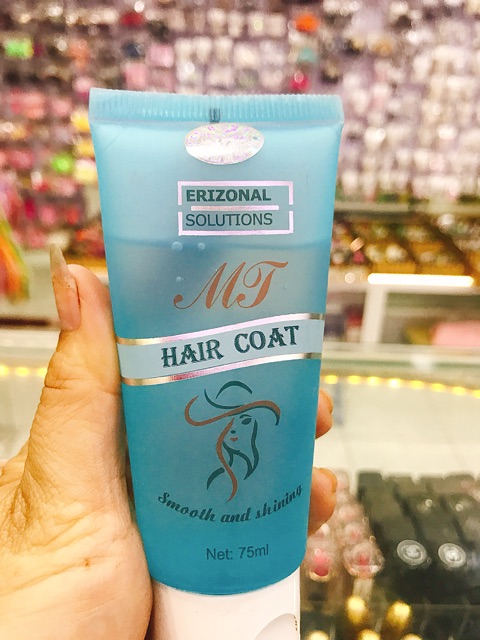 ERIZONAL
SOLUTIONS
MT
HAIR COAT
Smooth and shining
Net: 75ml